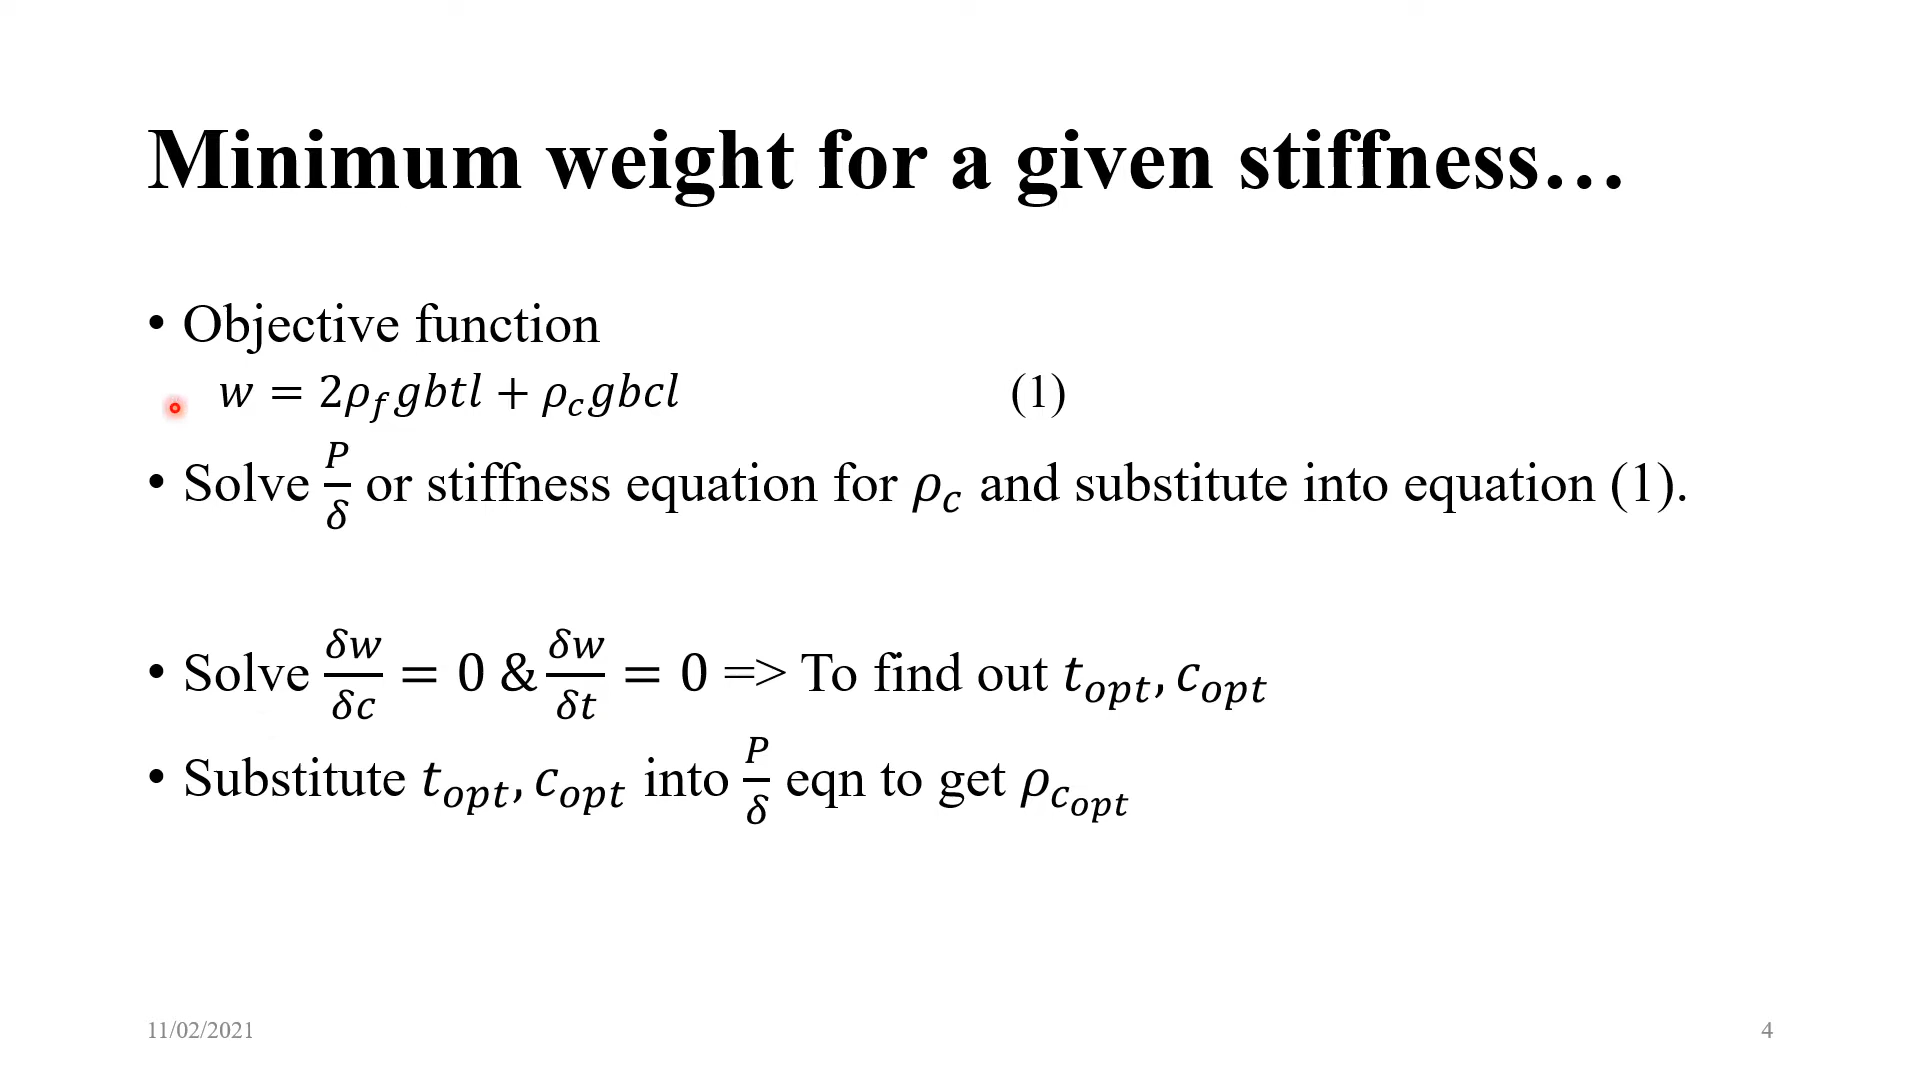 Minimum weight for a given stiffness…
• Objective function
w = 2ρ_f gbtl + ρ_c gbcl (1)
• Solve P/δ or stiffness equation for ρ_c and substitute into equation (1).
• Solve δw/δc = 0 & δw/δt = 0 => To find out t_opt, c_opt
• Substitute t_opt, c_opt into P/δ eqn to get ρ_c_opt
11/02/2021 4